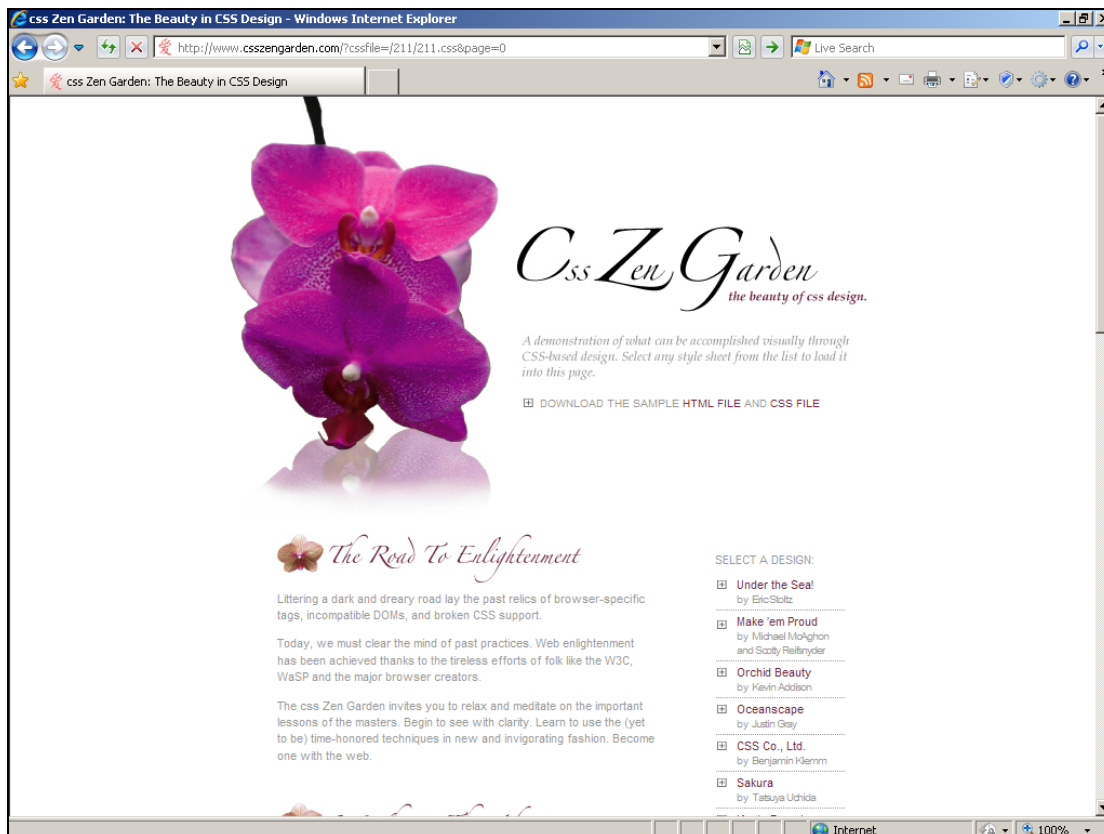 css Zen Garden: The Beauty in CSS Design - Windows Internet Explorer
http://www.csszengarden.com/?cssfile=/211/211.css&page=0
Live Search
css Zen Garden: The Beauty in CSS Design
Css Zen Garden
the beauty of css design.
A demonstration of what can be accomplished visually through
CSS-based design. Select any style sheet from the list to load it
into this page.
DOWNLOAD THE SAMPLE HTML FILE AND CSS FILE
The Road To Enlightenment
Littering a dark and dreary road lay the past relics of browser-specific
tags, incompatible DOMs, and broken CSS support.
Today, we must clear the mind of past practices. Web enlightenment
has been achieved thanks to the tireless efforts of folk like the W3C,
WaSP and the major browser creators.
The css Zen Garden invites you to relax and meditate on the important
lessons of the masters. Begin to see with clarity. Learn to use the (yet
to be) time-honored techniques in new and invigorating fashion. Become
one with the web.
SELECT A DESIGN:
Under the Sea!
by Eric Stoltz
Make 'em Proud
by Michael McAghon
and Scotty Reifsnyder
Orchid Beauty
by Kevin Addison
Oceanscape
by Justin Gray
CSS Co., Ltd.
by Benjamin Klemm
Sakura
by Tatsuya Uchida
Internet
100%